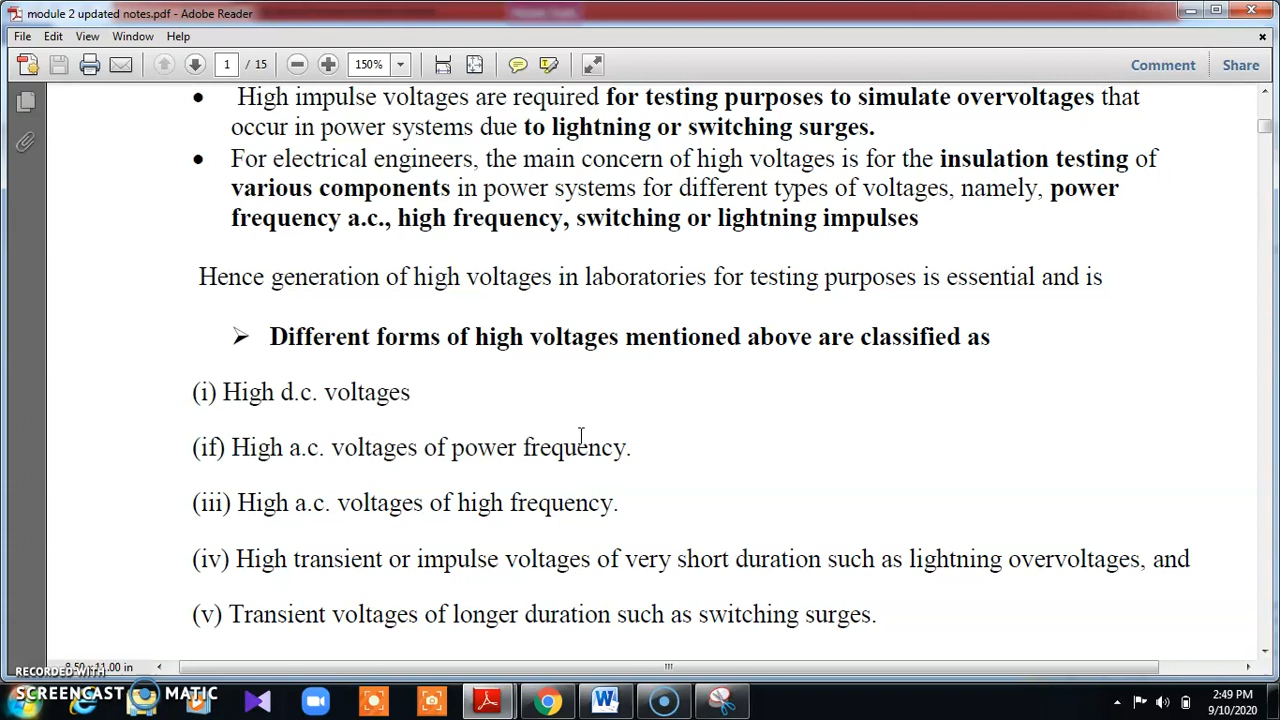 module 2 updated notes.pdf - Adobe Reader
File Edit View Window Help
1 / 15 150% Comment Share
High impulse voltages are required for testing purposes to simulate overvoltages that
occur in power systems due to lightning or switching surges.
For electrical engineers, the main concern of high voltages is for the insulation testing of
various components in power systems for different types of voltages, namely, power
frequency a.c., high frequency, switching or lightning impulses
Hence generation of high voltages in laboratories for testing purposes is essential and is
Different forms of high voltages mentioned above are classified as
(i) High d.c. voltages
(if) High a.c. voltages of power frequency.
(iii) High a.c. voltages of high frequency.
(iv) High transient or impulse voltages of very short duration such as lightning overvoltages, and
(v) Transient voltages of longer duration such as switching surges.
8.50 x 11.00 in
RECORDED WITH
SCREENCAST MATIC
2:49 PM
9/10/2020